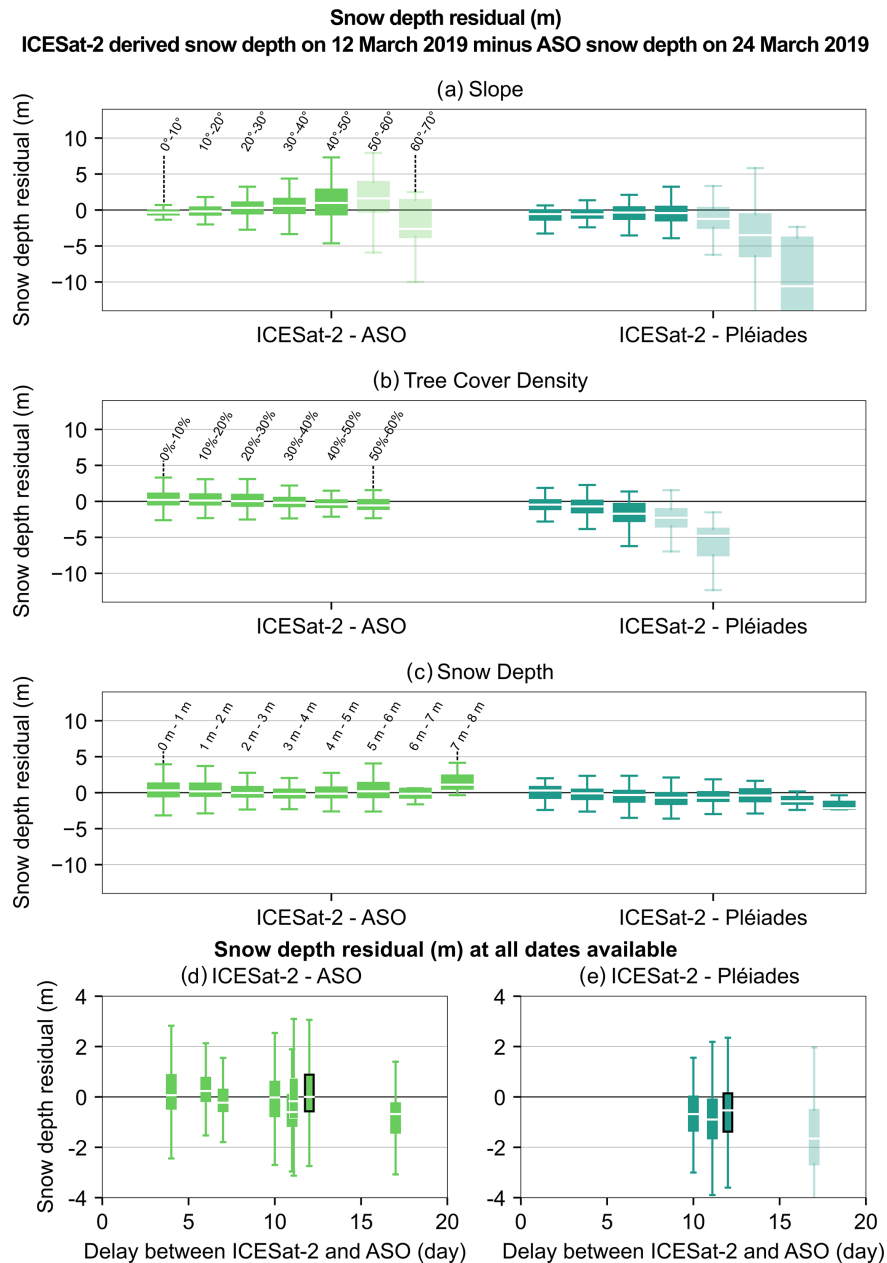 Snow depth residual (m)
ICESat-2 derived snow depth on 12 March 2019 minus ASO snow depth on 24 March 2019
(a) Slope
Snow depth residual (m)
10
5
0
−5
−10
0°-10°
10°-20°
20°-30°
30°-40°
40°-50°
50°-60°
60°-70°
ICESat-2 - ASO
ICESat-2 - Pléiades
(b) Tree Cover Density
Snow depth residual (m)
10
5
0
−5
−10
0%-10%
10%-20%
20%-30%
30%-40%
40%-50%
50%-60%
ICESat-2 - ASO
ICESat-2 - Pléiades
(c) Snow Depth
Snow depth residual (m)
10
5
0
−5
−10
0 m - 1 m
1 m - 2 m
2 m - 3 m
3 m - 4 m
4 m - 5 m
5 m - 6 m
6 m - 7 m
7 m - 8 m
ICESat-2 - ASO
ICESat-2 - Pléiades
Snow depth residual (m) at all dates available
(d) ICESat-2 - ASO
Snow depth residual (m)
4
2
0
-2
-4
0
5
10
15
20
Delay between ICESat-2 and ASO (day)
(e) ICESat-2 - Pléiades
4
2
0
-2
-4
0
5
10
15
20
Delay between ICESat-2 and ASO (day)